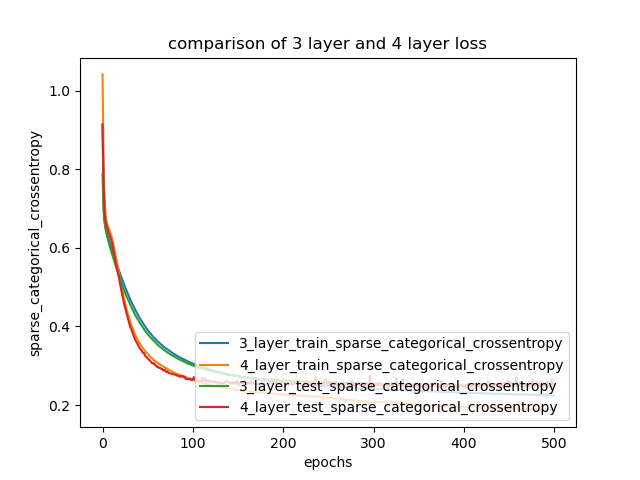 comparison of 3 layer and 4 layer loss
sparse_categorical_crossentropy
1.0
0.8
0.6
0.4
0.2
3_layer_train_sparse_categorical_crossentropy
4_layer_train_sparse_categorical_crossentropy
3_layer_test_sparse_categorical_crossentropy
4_layer_test_sparse_categorical_crossentropy
0 100 200 300 400 500
epochs